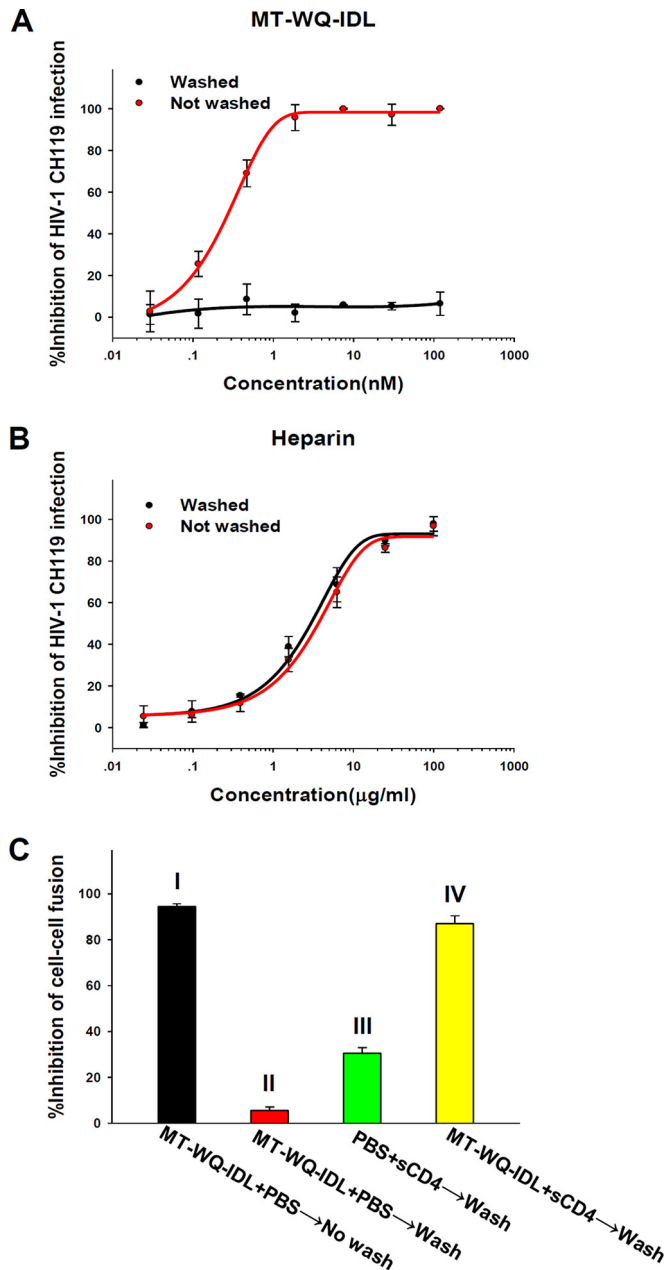 A
MT-WQ-IDL
Washed
Not washed
%Inhibition of HIV-1 CH119 infection
100
80
60
40
20
0
.01
.1
1
10
100
1000
Concentration(nM)
B
Heparin
Washed
Not washed
%Inhibition of HIV-1 CH119 infection
100
80
60
40
20
0
.01
.1
1
10
100
1000
Concentration(μg/ml)
C
%Inhibition of cell-cell fusion
100
80
60
40
20
0
I
II
III
IV
MT-WQ-IDL+PBS→No wash
MT-WQ-IDL+PBS→Wash
PBS+sCD4→Wash
MT-WQ-IDL+sCD4→Wash